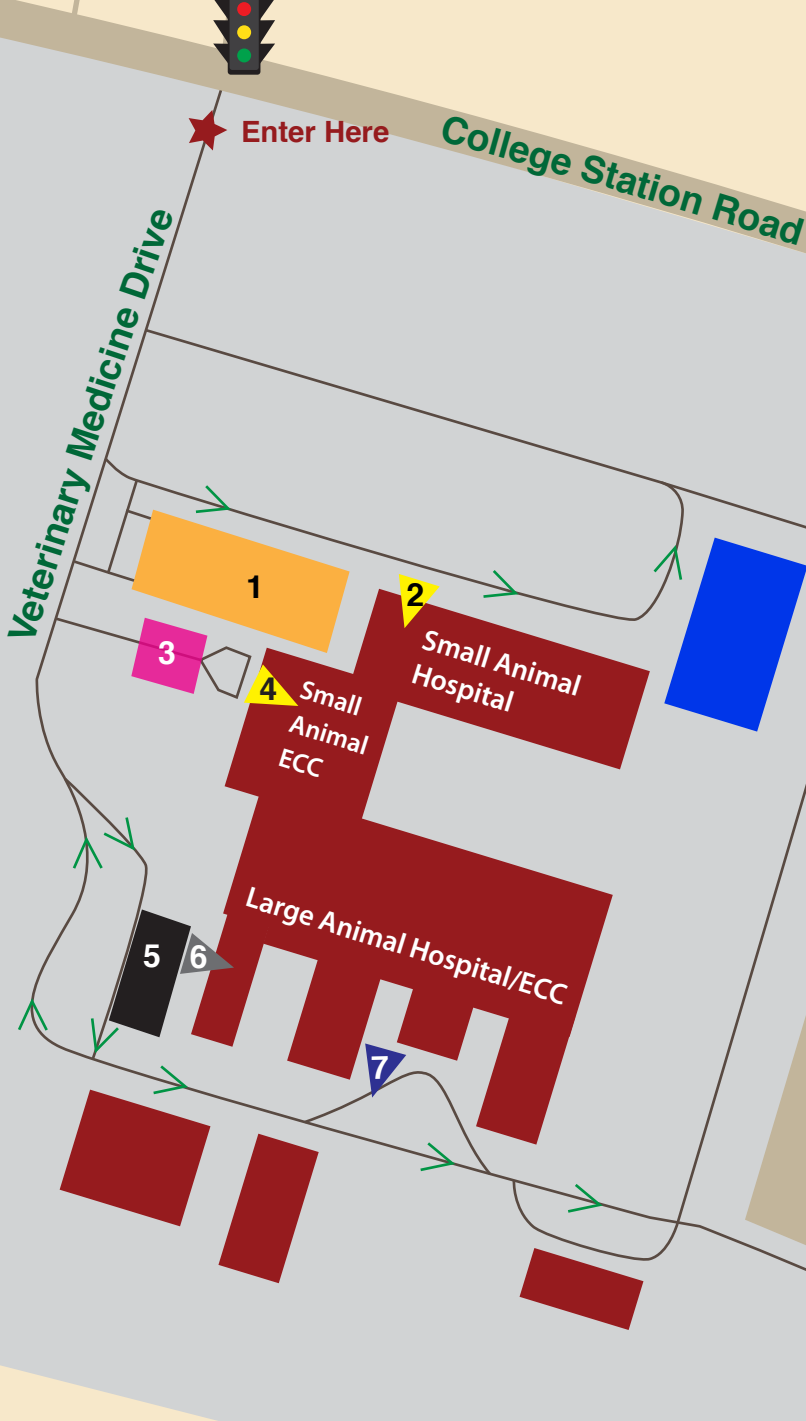 Enter Here
College Station Road
Veterinary Medicine Drive
1
2
3
4
Small Animal
Hospital
Small
Animal
ECC
Large Animal Hospital/ECC
5
6
7